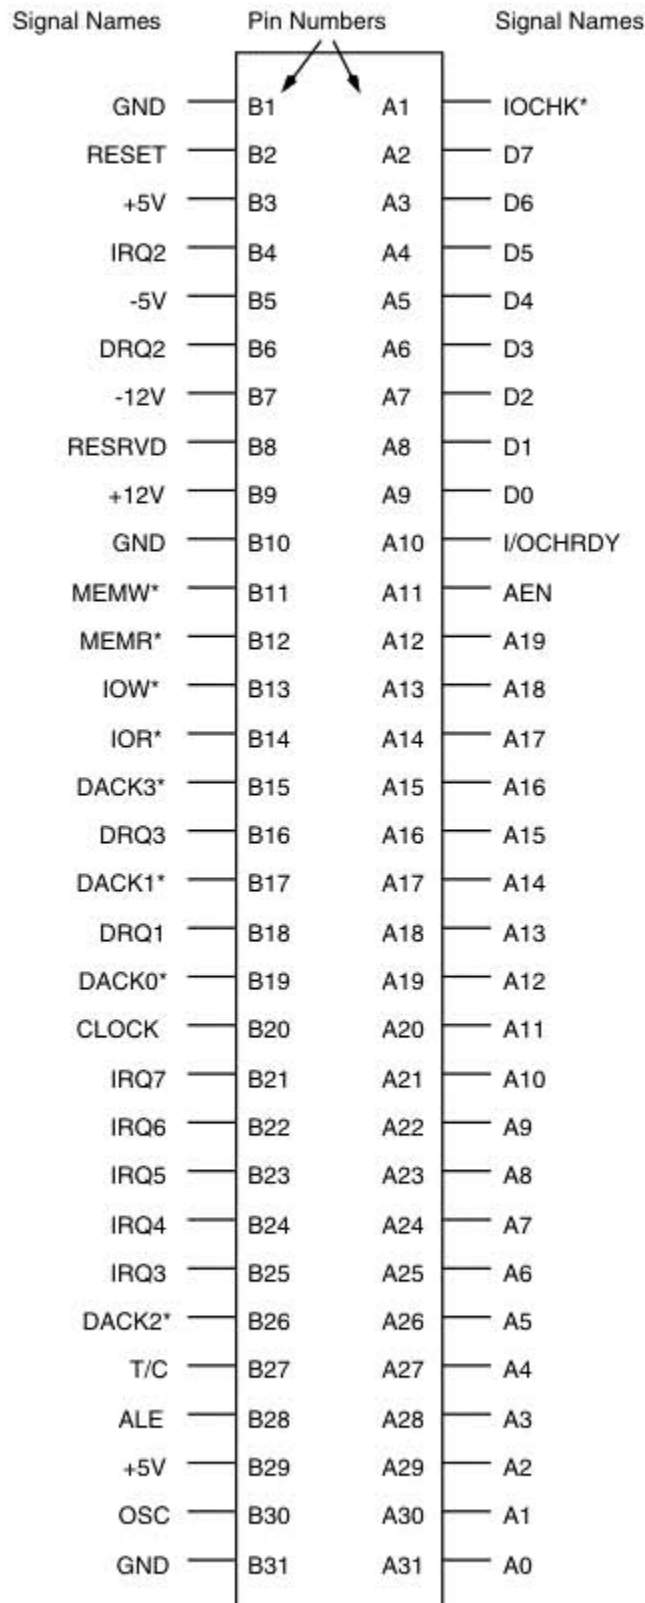 Signal Names Pin Numbers Signal Names
GND B1 A1 IOCHK*
RESET B2 A2 D7
+5V B3 A3 D6
IRQ2 B4 A4 D5
-5V B5 A5 D4
DRQ2 B6 A6 D3
-12V B7 A7 D2
RESRVD B8 A8 D1
+12V B9 A9 D0
GND B10 A10 I/OCHRDY
MEMW* B11 A11 AEN
MEMR* B12 A12 A19
IOW* B13 A13 A18
IOR* B14 A14 A17
DACK3* B15 A15 A16
DRQ3 B16 A16 A15
DACK1* B17 A17 A14
DRQ1 B18 A18 A13
DACK0* B19 A19 A12
CLOCK B20 A20 A11
IRQ7 B21 A21 A10
IRQ6 B22 A22 A9
IRQ5 B23 A23 A8
IRQ4 B24 A24 A7
IRQ3 B25 A25 A6
DACK2* B26 A26 A5
T/C B27 A27 A4
ALE B28 A28 A3
+5V B29 A29 A2
OSC B30 A30 A1
GND B31 A31 A0